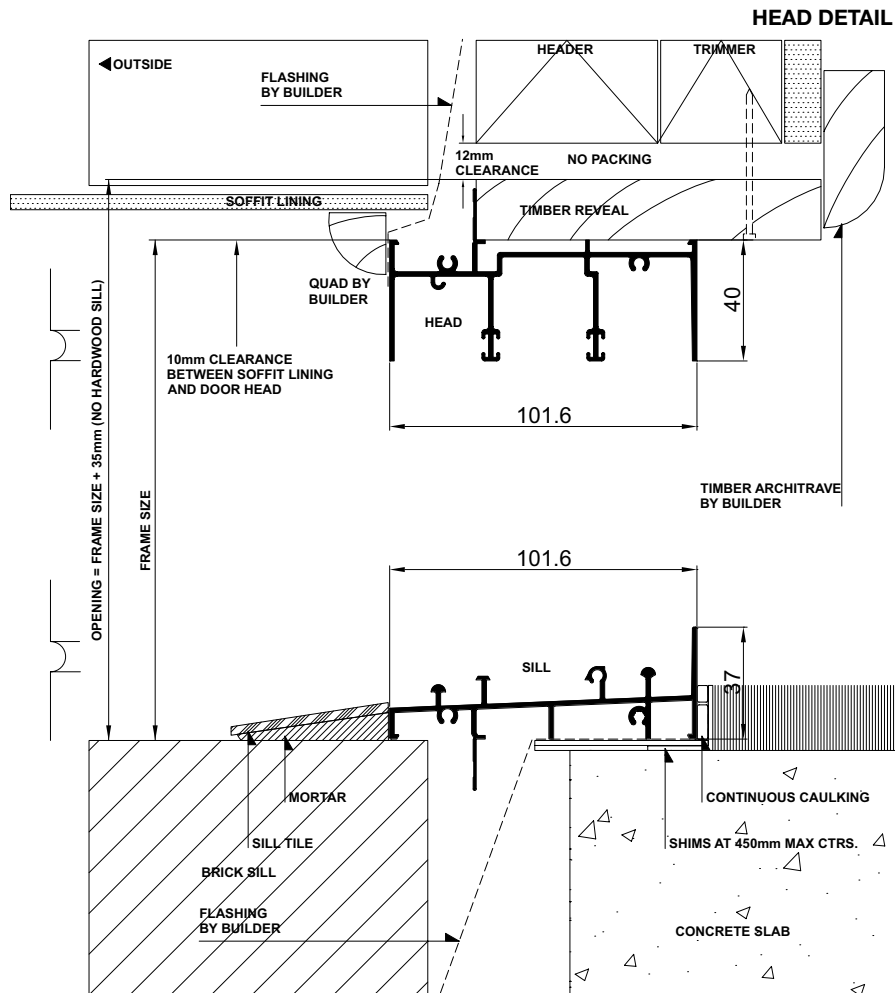 HEAD DETAIL
OUTSIDE
HEADER
TRIMMER
FLASHING
BY BUILDER
12mm
CLEARANCE
NO PACKING
SOFFIT LINING
TIMBER REVEAL
QUAD BY
BUILDER
HEAD
40
10mm CLEARANCE
BETWEEN SOFFIT LINING
AND DOOR HEAD
101.6
OPENING = FRAME SIZE + 35mm (NO HARDWOOD SILL)
FRAME SIZE
TIMBER ARCHITRAVE
BY BUILDER
101.6
SILL
37
MORTAR
CONTINUOUS CAULKING
SILL TILE
SHIMS AT 450mm MAX CTRS.
BRICK SILL
FLASHING
BY BUILDER
CONCRETE SLAB